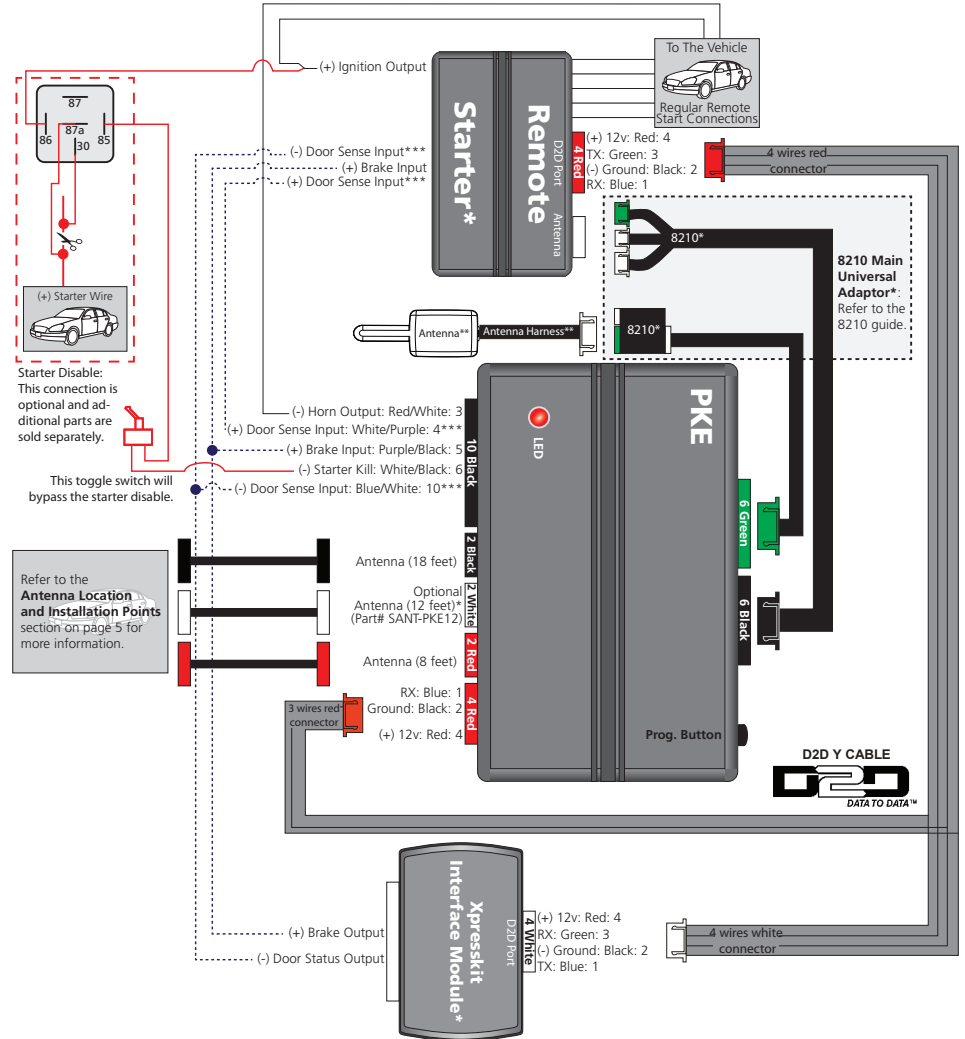 To The Vehicle
Regular Remote
Start Connections
(+) Ignition Output
87
87a
86
30
85
Remote
Starter*
D2D Port
4 Red
Antenna
(+) 12v: Red: 4
TX: Green: 3
(-) Ground: Black: 2
RX: Blue: 1
4 wires red
connector
(-) Door Sense Input***
(+) Brake Input
(+) Door Sense Input***
8210*
8210 Main
Universal
Adaptor*:
Refer to the
8210 guide.
(+) Starter Wire
Antenna**
Antenna Harness**
8210*
Starter Disable:
This connection is
optional and ad-
ditional parts are
sold separately.
PKE
LED
(-) Horn Output: Red/White: 3
(+) Door Sense Input: White/Purple: 4***
(+) Brake Input: Purple/Black: 5
(-) Starter Kill: White/Black: 6
(-) Door Sense Input: Blue/White: 10***
10 Black
This toggle switch will
bypass the starter disable.
6 Green
Refer to the
Antenna Location
and Installation Points
section on page 5 for
more information.
Antenna (18 feet)
2 Black
Optional
Antenna (12 feet)*
(Part# SANT-PKE12)
2 White
Antenna (8 feet)
2 Red
6 Black
RX: Blue: 1
Ground: Black: 2
(+) 12v: Red: 4
4 Red
3 wires red
connector
Prog. Button
D2D Y CABLE
D2D
DATA TO DATA™
Xpresskit
Interface Module*
D2D Port
4 White
(+) Brake Output
(-) Door Status Output
(+) 12v: Red: 4
RX: Green: 3
(-) Ground: Black: 2
TX: Blue: 1
4 wires white
connector